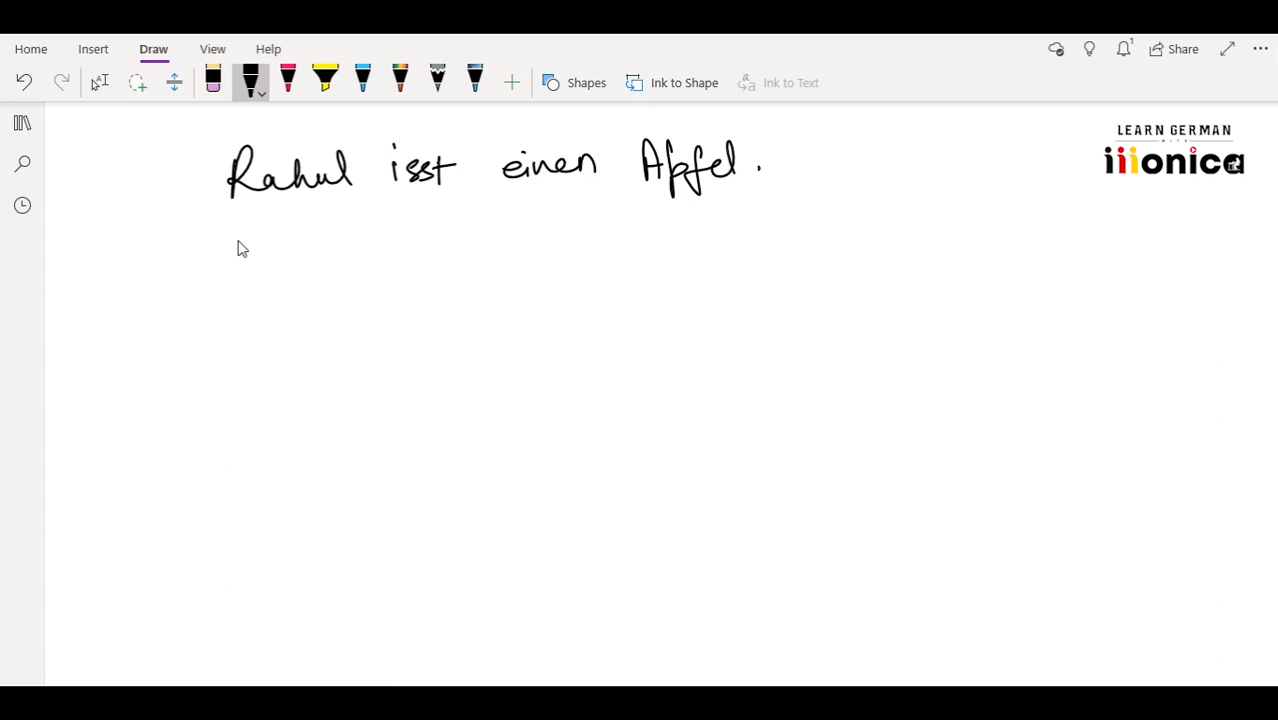 Home Insert Draw View Help
1 Share
Shapes Ink to Shape Ink to Text
Rahul isst einen Apfel.
LEARN GERMAN
iiionica